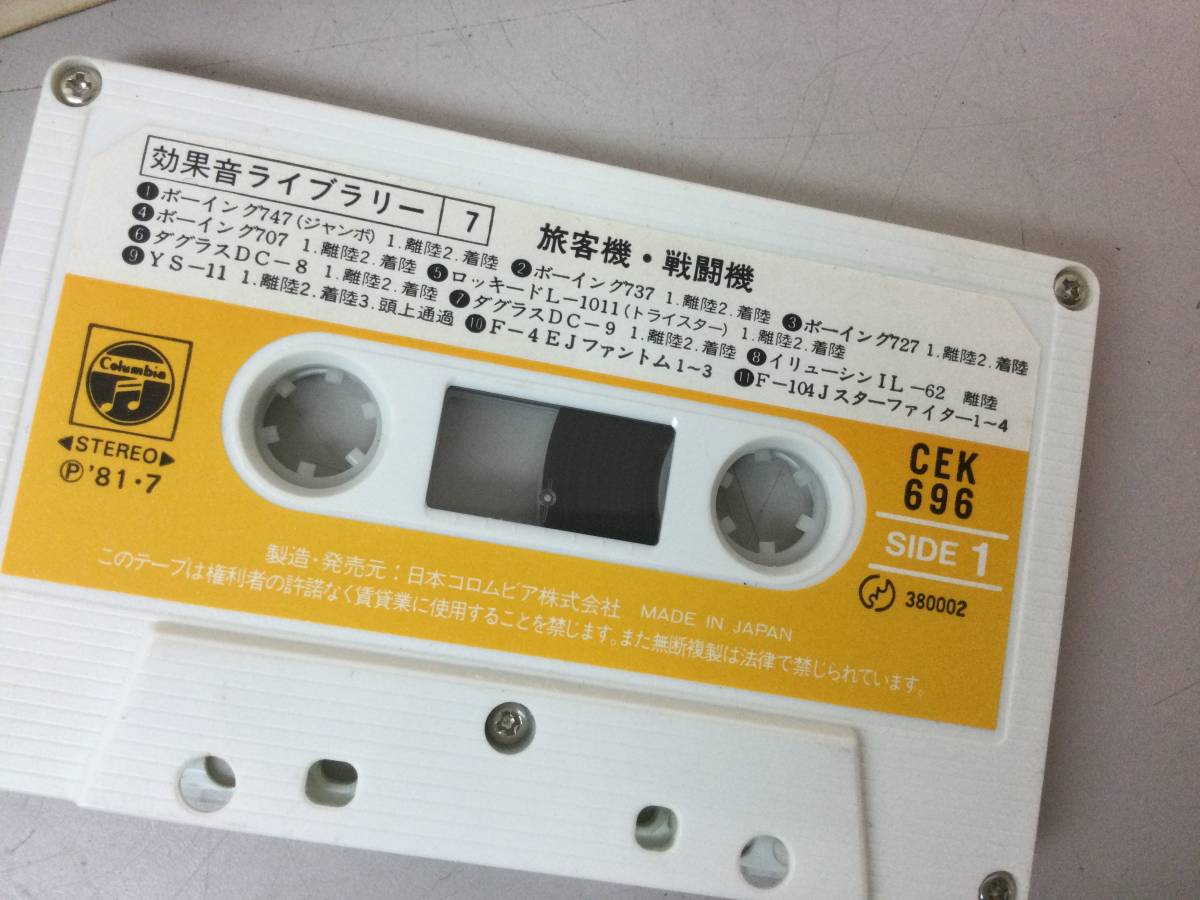 効果音ライブラリー 7
旅客機・戦闘機
❶ボーイング747(ジャンボ) 1.離陸2.着陸 ❷ボーイング737 1.離陸2.着陸 ❸ボーイング727 1.離陸2.着陸
❹ボーイング707 1.離陸2.着陸 ❺ロッキードL-1011(トライスター) 1.離陸2.着陸
❻ダグラスDC-8 1.離陸2.着陸 ❼ダグラスDC-9 1.離陸2.着陸 ❽イリューシンIL-62 離陸
❾YS-11 1.離陸2.着陸3.頭上通過 ❿F-4EJファントム1~3 ⓫F-104Jスターファイター1~4
Columbia
◀STEREO▶
Ⓟ'81・7
CEK
696
SIDE 1
380002
製造・発売元:日本コロムビア株式会社 MADE IN JAPAN
このテープは権利者の許諾なく賃貸業に使用することを禁じます。また無断複製は法律で禁じられています。